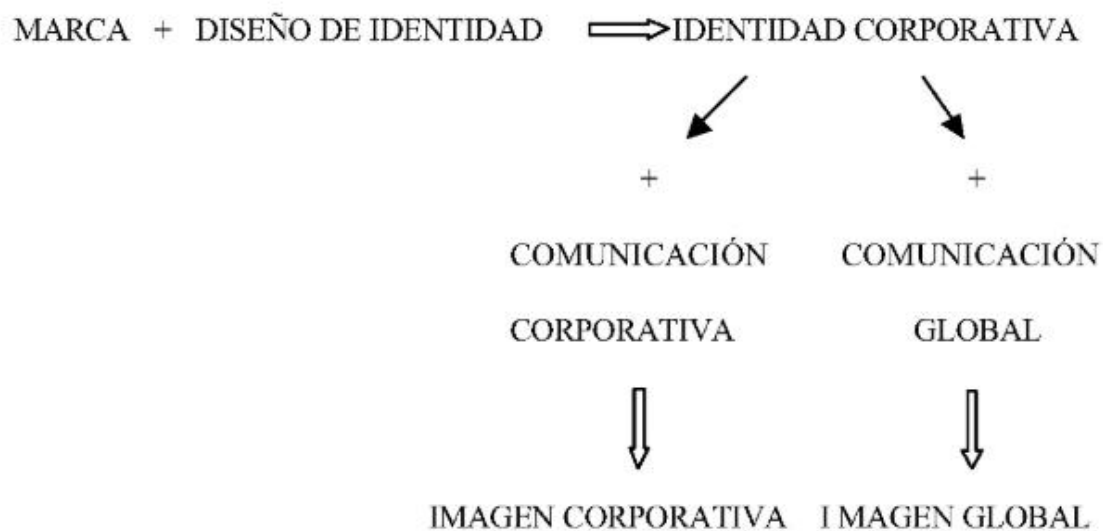 MARCA + DISEÑO DE IDENTIDAD IDENTIDAD CORPORATIVA
+ +
COMUNICACIÓN COMUNICACIÓN
CORPORATIVA GLOBAL
IMAGEN CORPORATIVA I MAGEN GLOBAL